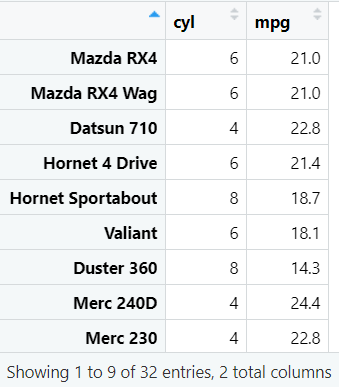 cyl mpg
Mazda RX4 6 21.0
Mazda RX4 Wag 6 21.0
Datsun 710 4 22.8
Hornet 4 Drive 6 21.4
Hornet Sportabout 8 18.7
Valiant 6 18.1
Duster 360 8 14.3
Merc 240D 4 24.4
Merc 230 4 22.8
Showing 1 to 9 of 32 entries, 2 total columns